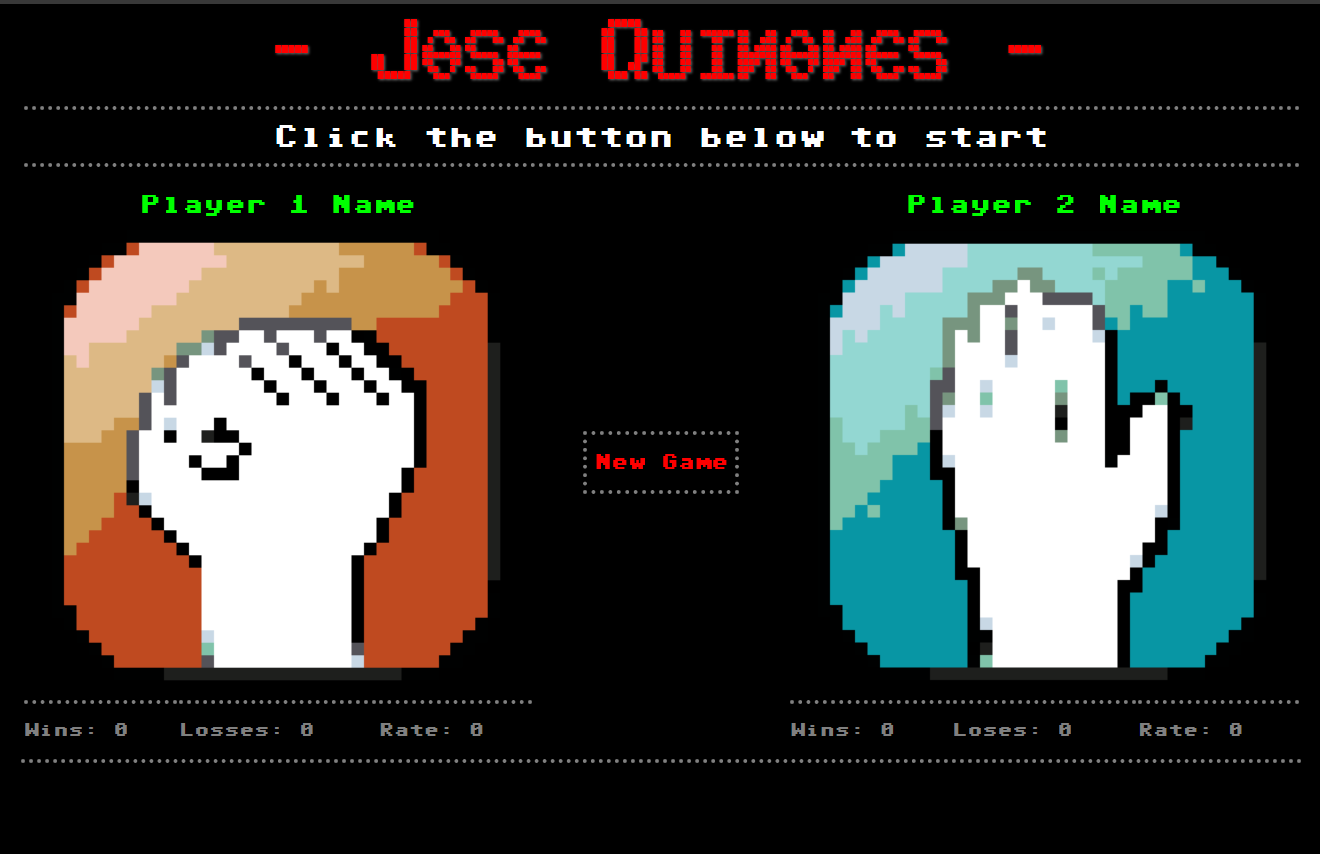 - Jose Quinones -
Click the button below to start
Player 1 Name
Player 2 Name
New Game
Wins: 0 Losses: 0 Rate: 0
Wins: 0 Loses: 0 Rate: 0